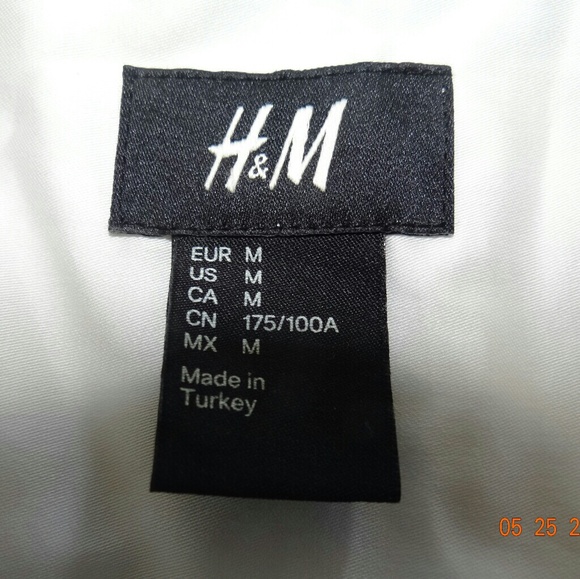 H&M
EUR M
US M
CA M
CN 175/100A
MX M
Made in
Turkey
05 25 2